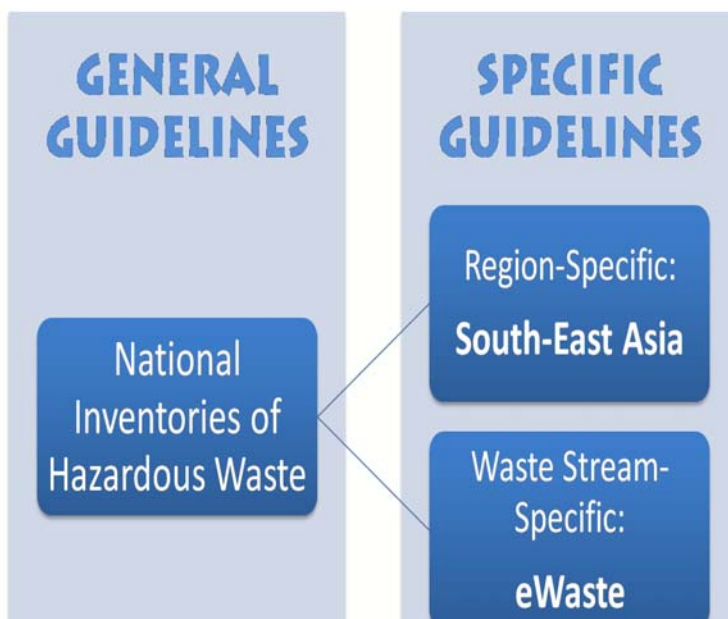 GENERAL
GUIDELINES
National
Inventories of
Hazardous Waste
SPECIFIC
GUIDELINES
Region-Specific:
South-East Asia
Waste Stream-
Specific:
eWaste